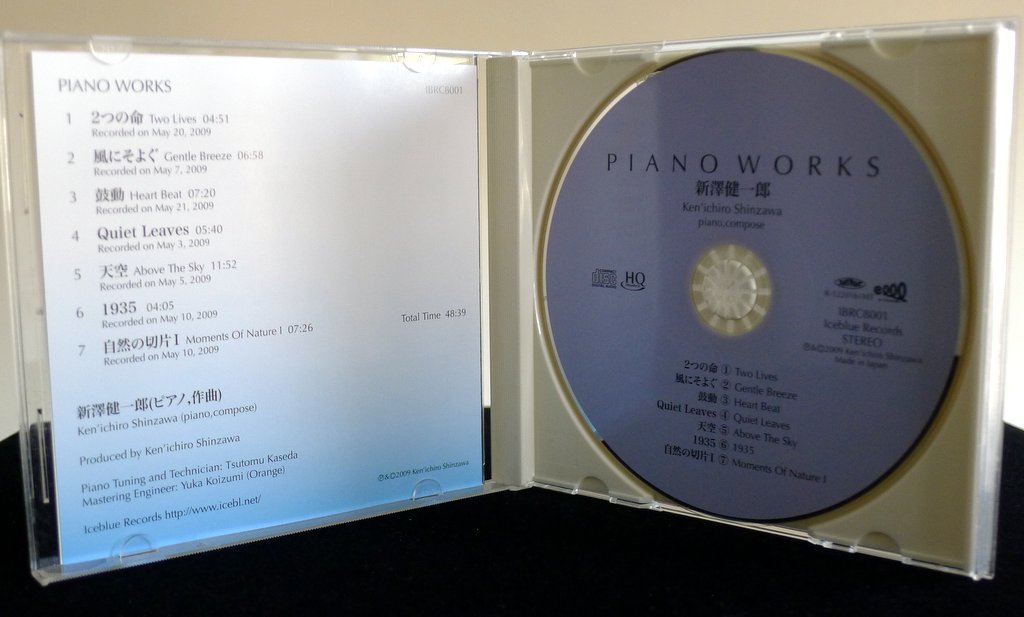 PIANO WORKS
IBRC8001
1 2つの命 Two Lives 04:51
Recorded on May 20, 2009
2 風にそよぐ Gentle Breeze 06:58
Recorded on May 7, 2009
3 鼓動 Heart Beat 07:20
Recorded on May 21, 2009
4 Quiet Leaves 05:40
Recorded on May 3, 2009
5 天空 Above The Sky 11:52
Recorded on May 5, 2009
6 1935 04:05
Recorded on May 10, 2009
7 自然の切片 I Moments Of Nature I 07:26
Recorded on May 10, 2009
Total Time 48:39
新澤健一郎(ピアノ,作曲)
Ken'ichiro Shinzawa (piano,compose)
Produced by Ken'ichiro Shinzawa
Piano Tuning and Technician: Tsutomu Kaseda
Mastering Engineer: Yuka Koizumi (Orange)
Iceblue Records http://www.icebl.net/
℗&©2009 Ken'ichiro Shinzawa
PIANO WORKS
新澤健一郎
Ken'ichiro Shinzawa
piano,compose
COMPACT
disc
DIGITAL AUDIO
HQ
IBRC8001
Iceblue Records
STEREO
℗&©2009 Ken'ichiro Shinzawa
Made in Japan
2つの命 ① Two Lives
風にそよぐ ② Gentle Breeze
鼓動 ③ Heart Beat
Quiet Leaves ④ Quiet Leaves
天空 ⑤ Above The Sky
1935 ⑥ 1935
自然の切片 I ⑦ Moments Of Nature I